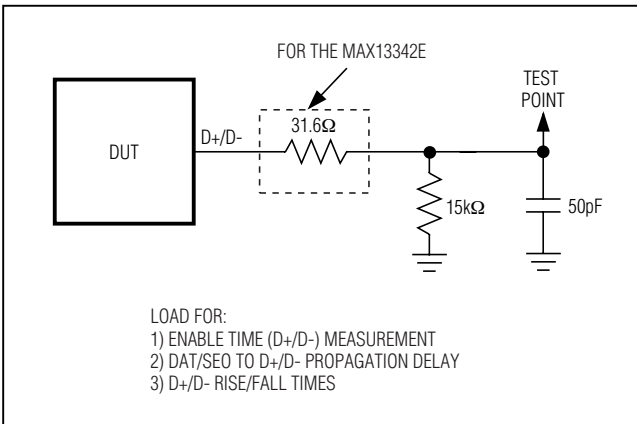 FOR THE MAX13342E
TEST
POINT
D+/D-
31.6Ω
DUT
15kΩ
50pF
LOAD FOR:
1) ENABLE TIME (D+/D-) MEASUREMENT
2) DAT/SEO TO D+/D- PROPAGATION DELAY
3) D+/D- RISE/FALL TIMES